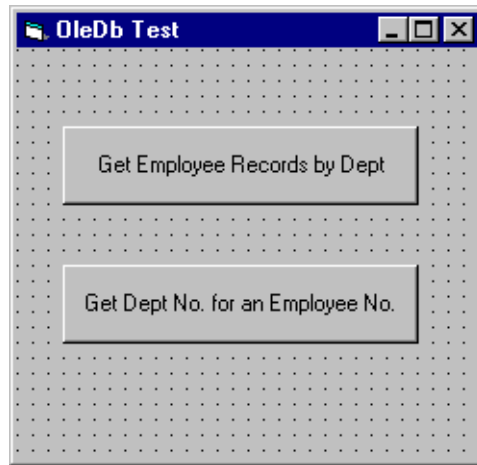 OleDb Test
Get Employee Records by Dept
Get Dept No. for an Employee No.